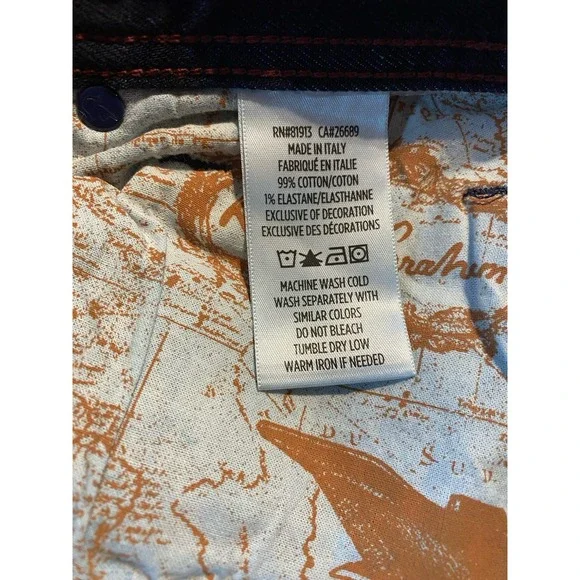 RN#81913 CA#26689
MADE IN ITALY
FABRIQUÉ EN ITALIE
99% COTTON/COTON
1% ELASTANE/ELASTHANNE
EXCLUSIVE OF DECORATION
EXCLUSIVE DES DÉCORATIONS
MACHINE WASH COLD
WASH SEPARATELY WITH
SIMILAR COLORS
DO NOT BLEACH
TUMBLE DRY LOW
WARM IRON IF NEEDED